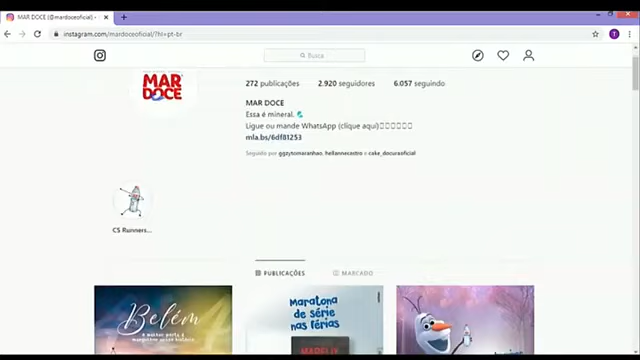 MAR DOCE (@mardoceoficial) •
instagram.com/mardoceoficial/?hl=pt-br
T
Busca
MAR
DOCE
272 publicações 2.920 seguidores 6.057 seguindo
MAR DOCE
Essa é mineral.
Ligue ou mande WhatsApp (clique aqui)
mla.bs/6df81253
Seguido por ggzytomaranhao, hellannecastro e cake_docuraoficial
CS Runners...
PUBLICAÇÕES MARCADO
Belém
Maratona
de série
nas férias